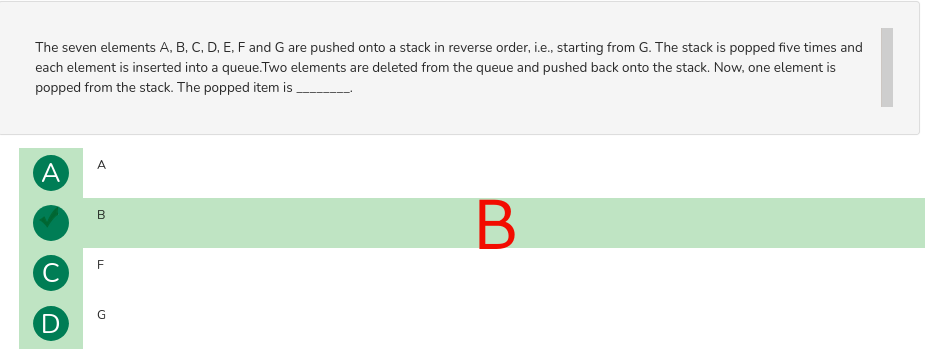 The seven elements A, B, C, D, E, F and G are pushed onto a stack in reverse order, i.e., starting from G. The stack is popped five times and
each element is inserted into a queue.Two elements are deleted from the queue and pushed back onto the stack. Now, one element is
popped from the stack. The popped item is ________.
A A
B B
C F
D G